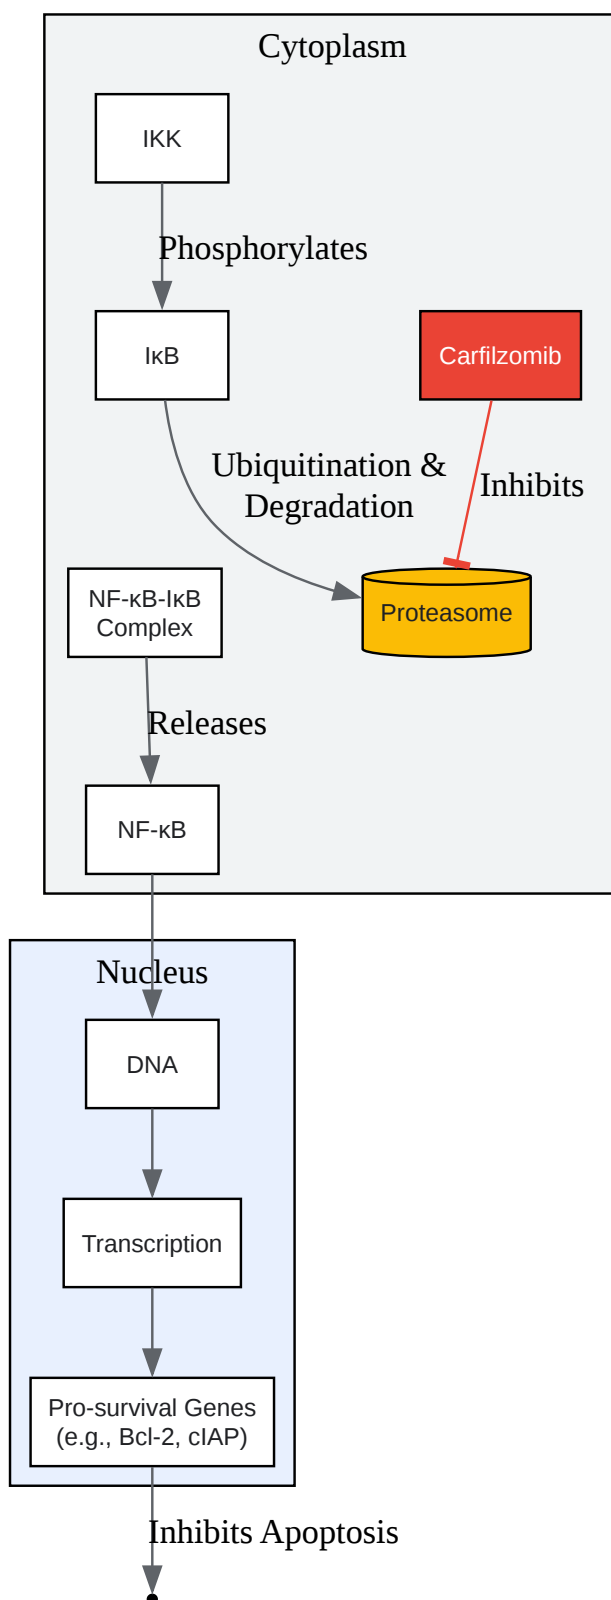 Cytoplasm
IKK
Phosphorylates
IκB
Carfilzomib
Ubiquitination &
Degradation
Inhibits
NF-κB-IκB
Complex
Proteasome
Releases
NF-κB
Nucleus
DNA
Transcription
Pro-survival Genes
(e.g., Bcl-2, cIAP)
Inhibits Apoptosis